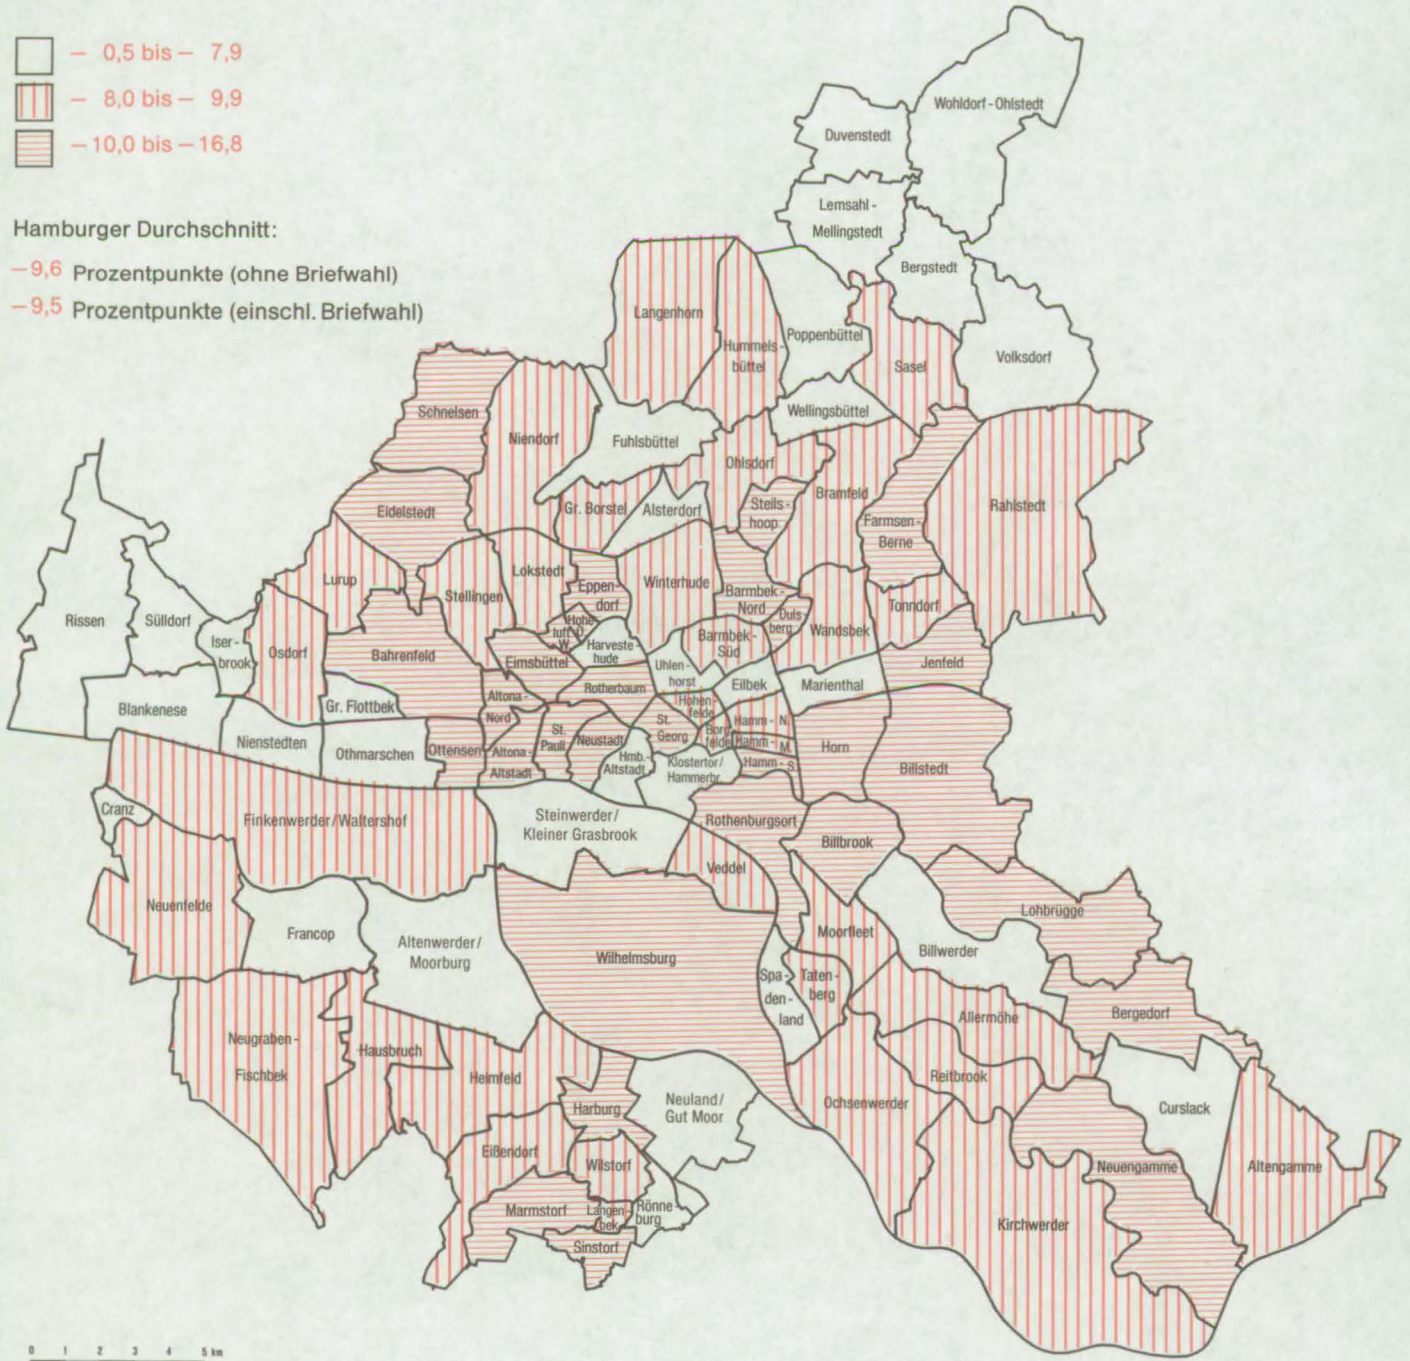 — 0,5 bis — 7,9
— 8,0 bis — 9,9
—10,0 bis —16,8
Hamburger Durchschnitt:
—9,6 Prozentpunkte (ohne Briefwahl)
—9,5 Prozentpunkte (einschl. Briefwahl)
Wohldorf-Ohlstedt
Duvenstedt
Lemsahl-
Mellingstedt
Bergstedt
Langenhorn
Hummels-
büttel
Poppenbüttel
Sasel
Volksdorf
Schnelsen
Niendorf
Fuhlsbüttel
Wellingsbüttel
Ohlsdorf
Bramfeld
Rahlstedt
Eidelstedt
Gr. Borstel
Alsterdorf
Steils-
hoop
Farmsen-
Berne
Lurup
Stellingen
Lokstedt
Eppen-
dorf
Winterhude
Barmbek-
Nord
Duls-
berg
Wandsbek
Tonndorf
Rissen
Sülldorf
Iser-
brook
Osdorf
Bahrenfeld
Eimsbüttel
Hohe-
luft
O.
W.
Harveste-
hude
Barmbek-
Süd
Uhlen-
horst
Eilbek
Marienthal
Jenfeld
Blankenese
Gr. Flottbek
Altona-
Nord
Rotherbaum
Hohen-
felde
Nienstedten
Othmarschen
Ottensen
Altona-
Altstadt
St.
Pauli
Neustadt
St.
Georg
Borg-
felde
Hamm-N.
Hamm-M.
Hamm-S.
Horn
Billstedt
Hmb.-
Altstadt
Klostertor/
Hammerbr.
Cranz
Finkenwerder/Waltershof
Steinwerder/
Kleiner Grasbrook
Rothenburgsort
Billbrook
Veddel
Neuenfelde
Francop
Altenwerder/
Moorburg
Wilhelmsburg
Moorfleet
Lohbrügge
Billwerder
Spa-
den-
land
Taten-
berg
Allermöhe
Bergedorf
Neugraben-
Fischbek
Hausbruch
Heimfeld
Harburg
Neuland/
Gut Moor
Ochsenwerder
Reitbrook
Curslack
Eißendorf
Wilstorf
Neuengamme
Altengamme
Marmstorf
Langen-
bek
Rönne-
burg
Sinstorf
Kirchwerder
0 1 2 3 4 5 km